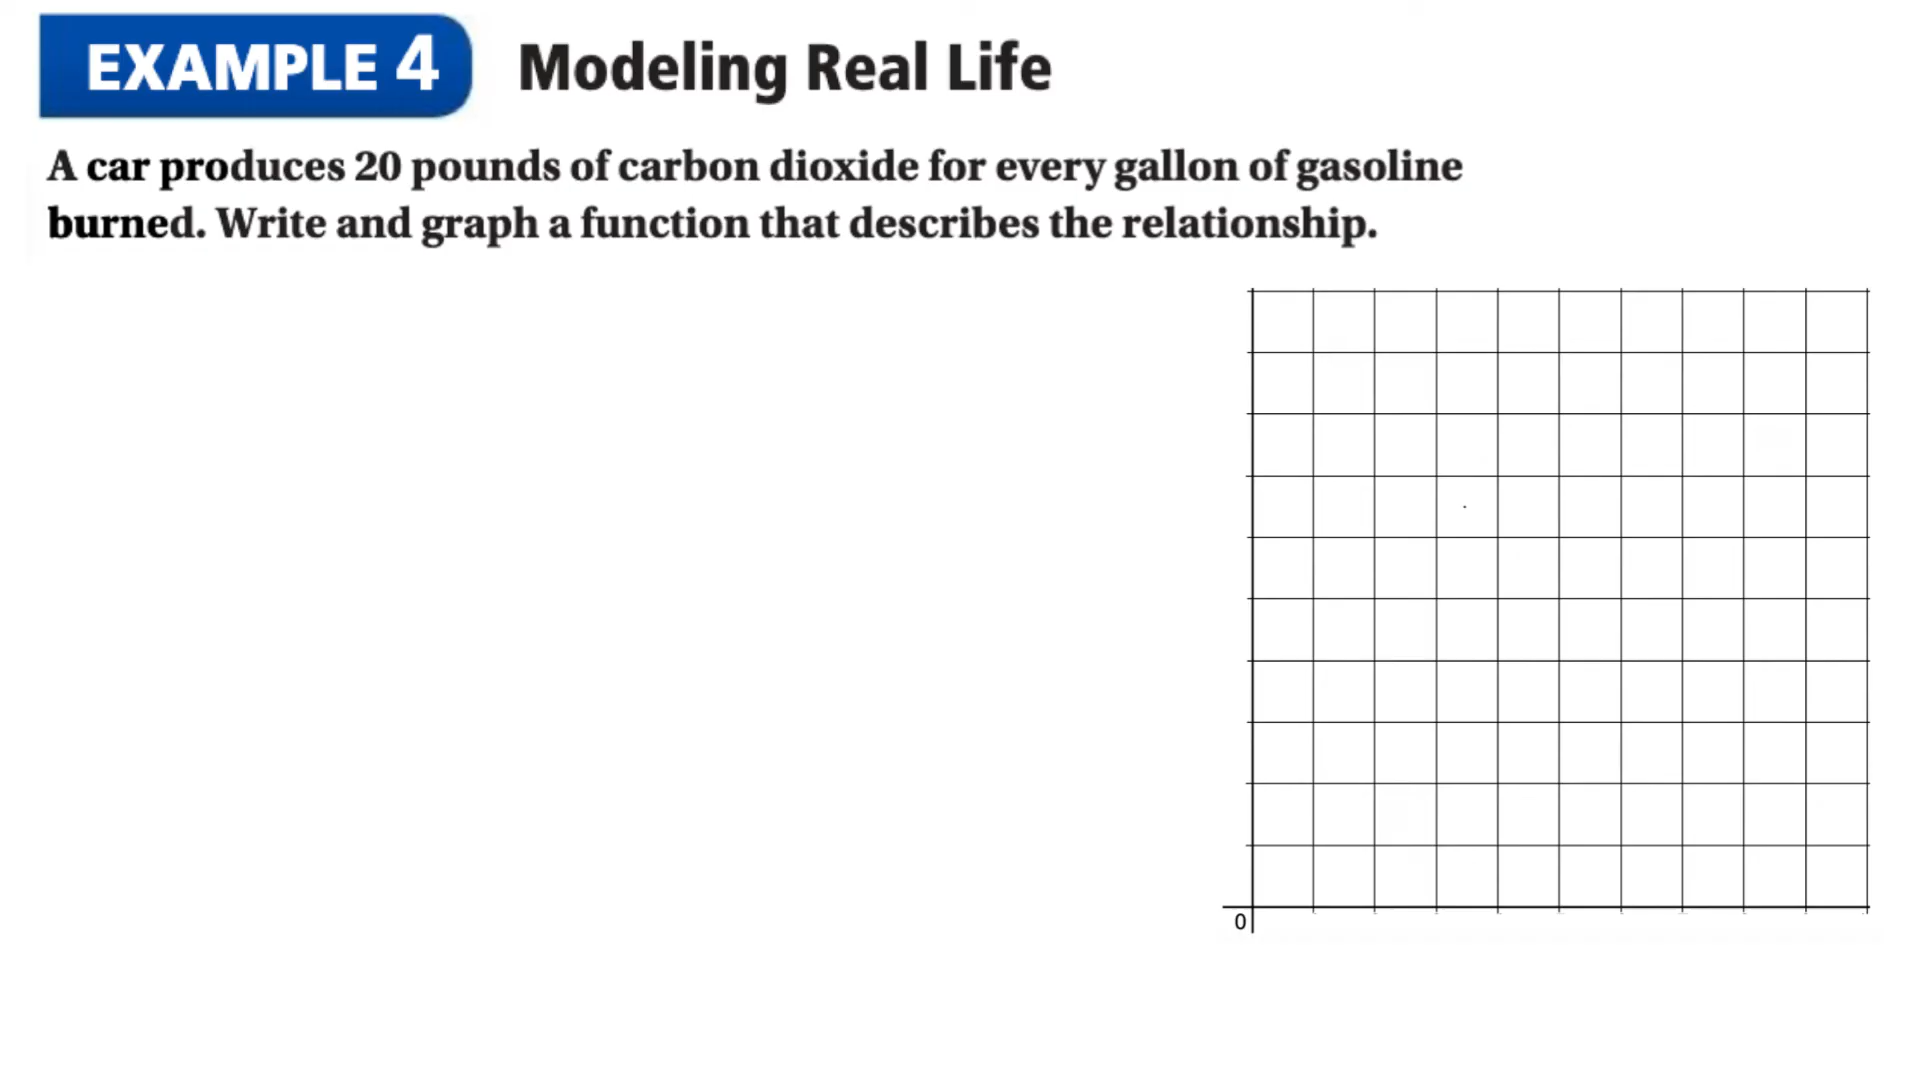 EXAMPLE 4 Modeling Real Life
A car produces 20 pounds of carbon dioxide for every gallon of gasoline
burned. Write and graph a function that describes the relationship.
0